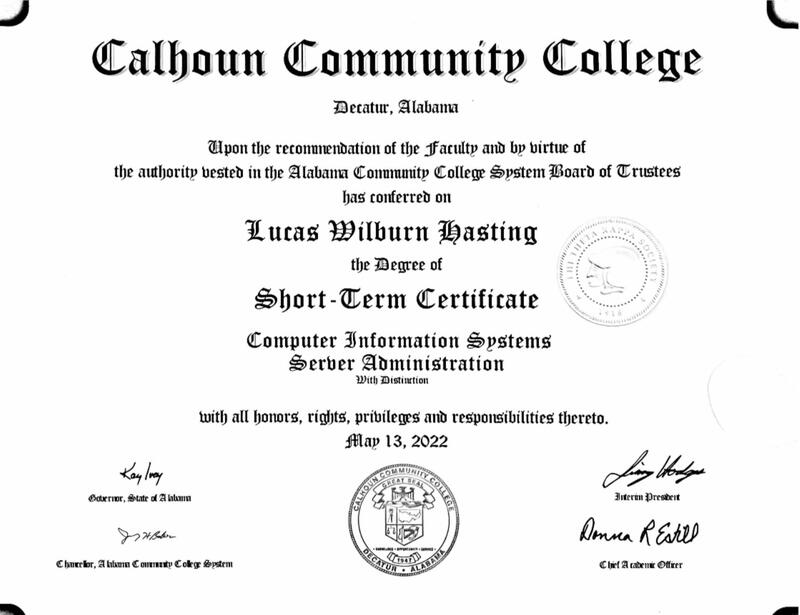 Calhoun Community College
Decatur, Alabama
Upon the recommendation of the Faculty and by virtue of
the authority vested in the Alabama Community College System Board of Trustees
has conferred on
Lucas Wilburn Hasting
the Degree of
Short-Term Certificate
PHI THETA KAPPA SOCIETY
1918
Computer Information Systems
Server Administration
With Distinction
with all honors, rights, privileges and responsibilities thereto.
May 13, 2022
Kay Ivey
Governor, State of Alabama
Jimmy Hodges
Interim President
CALHOUN COMMUNITY COLLEGE
GREAT SEAL
KNOWLEDGE • OPPORTUNITY • SERVICE
1947
DECATUR • ALABAMA
Chancellor, Alabama Community College System
Donna R Estill
Chief Academic Officer